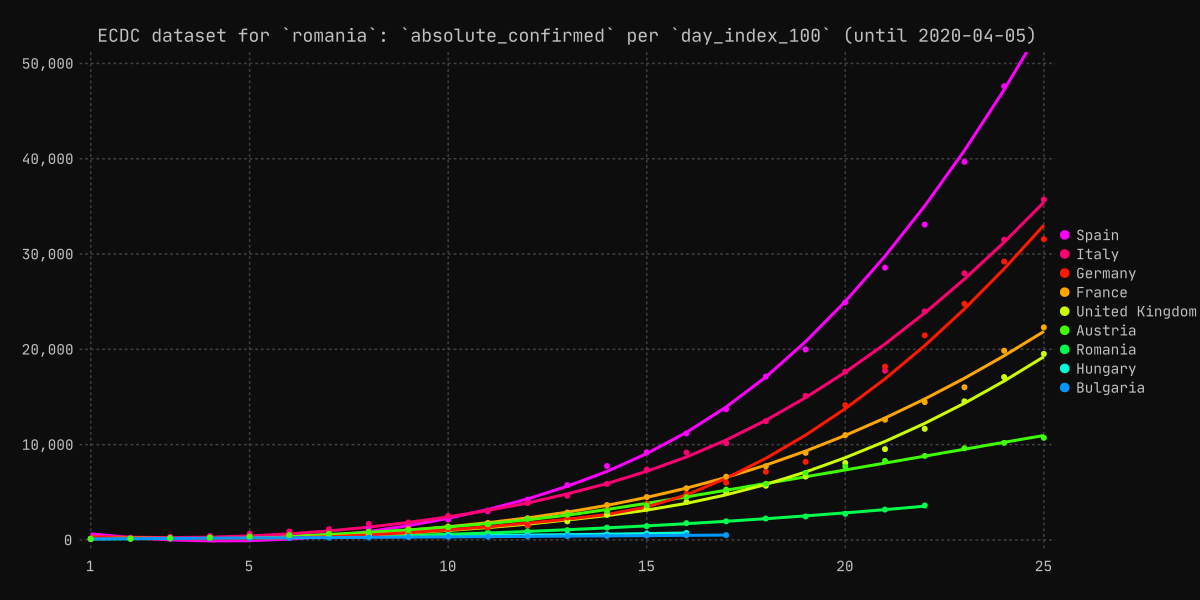 ECDC dataset for `romania`: `absolute_confirmed` per `day_index_100` (until 2020-04-05)
50,000
40,000
30,000
20,000
10,000
0
1 5 10 15 20 25
Spain
Italy
Germany
France
United Kingdom
Austria
Romania
Hungary
Bulgaria